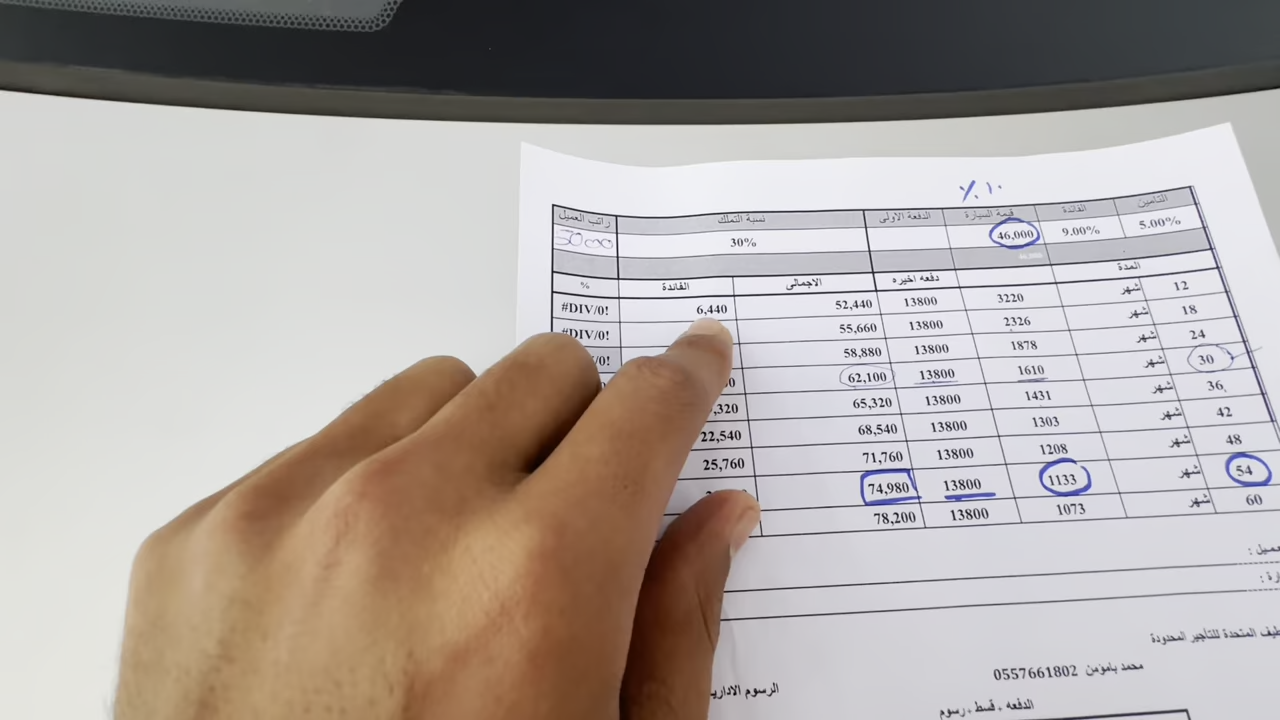 ٪١٠
التأمين الفائدة قيمة السيارة الدفعة الاولى نسبة التملك راتب العميل
5.00% 9.00% 46,000 30% 3000
المدة دفعه اخيره الاجمالى الفائدة %
12 شهر 3220 13800 52,440 6,440 #DIV/0!
18 شهر 2326 13800 55,660 #DIV/0!
24 شهر 1878 13800 58,880
30 شهر 1610 13800 62,100
36 شهر 1431 13800 65,320
42 شهر 1303 13800 68,540 22,540
48 شهر 1208 13800 71,760 25,760
54 شهر 1133 13800 74,980
60 شهر 1073 13800 78,200
المتحدة للتأجير المحدودة
محمد بامؤمن 0557661802
الرسوم الادارية
الدفعه + قسط + رسوم